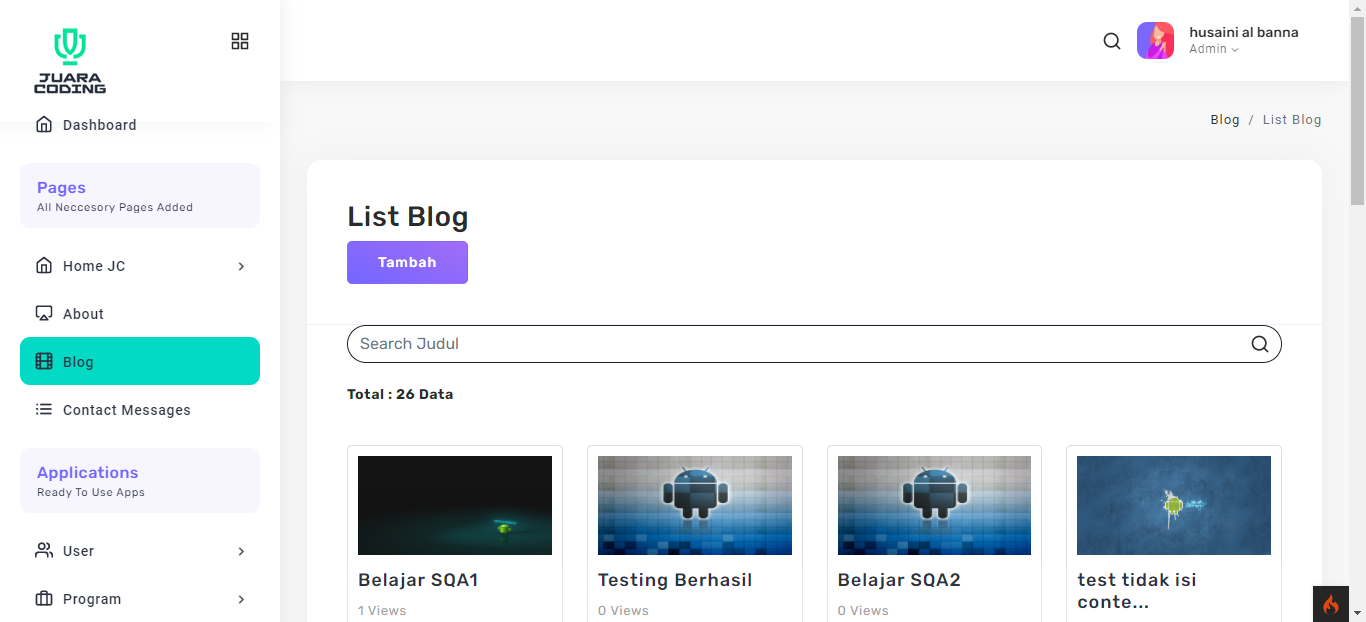 JUARA
CODING
husaini al banna
Admin
Dashboard
Blog / List Blog
Pages
All Neccesory Pages Added
List Blog
Tambah
Home JC
About
Search Judul
Blog
Total : 26 Data
Contact Messages
Applications
Ready To Use Apps
User
Program
Belajar SQA1
1 Views
Testing Berhasil
0 Views
Belajar SQA2
0 Views
test tidak isi
conte...